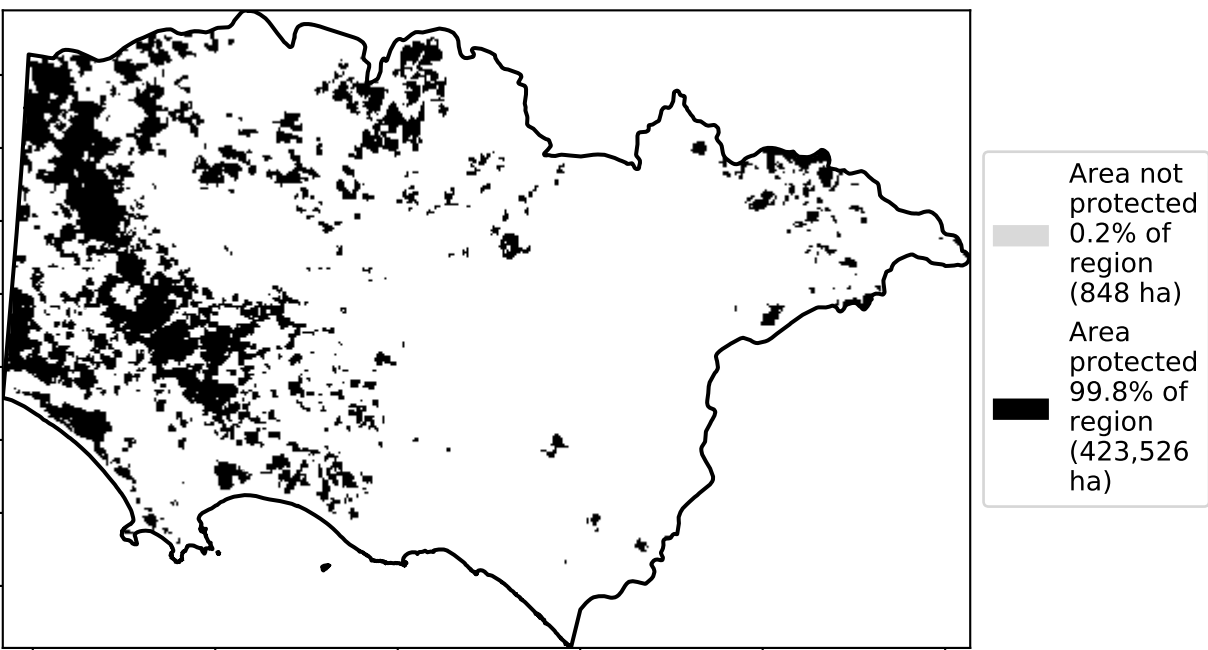 Area not
protected
0.2% of
region
(848 ha)
Area
protected
99.8% of
region
(423,526
ha)